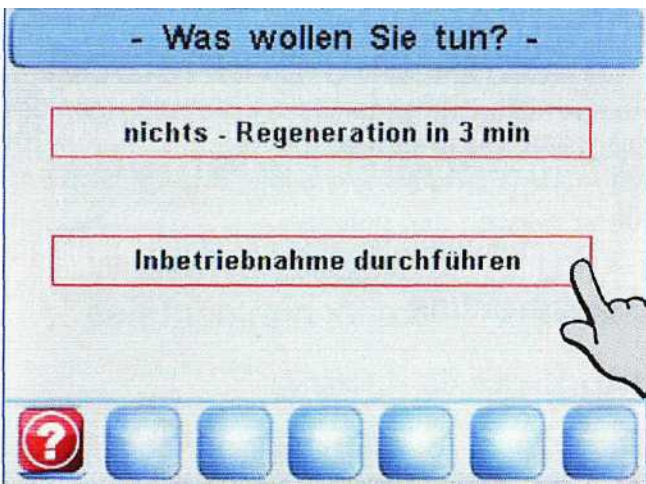 - Was wollen Sie tun? -
nichts - Regeneration in 3 min
Inbetriebnahme durchführen
?